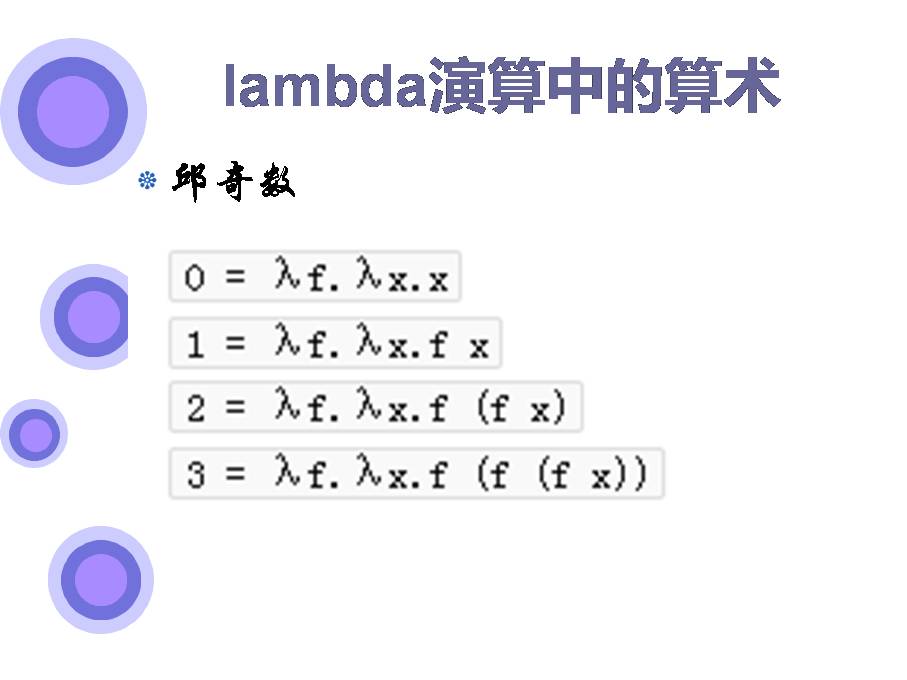 lambda演算中的算术
邱奇数
0 = λf.λx.x
1 = λf.λx.f x
2 = λf.λx.f (f x)
3 = λf.λx.f (f (f x))